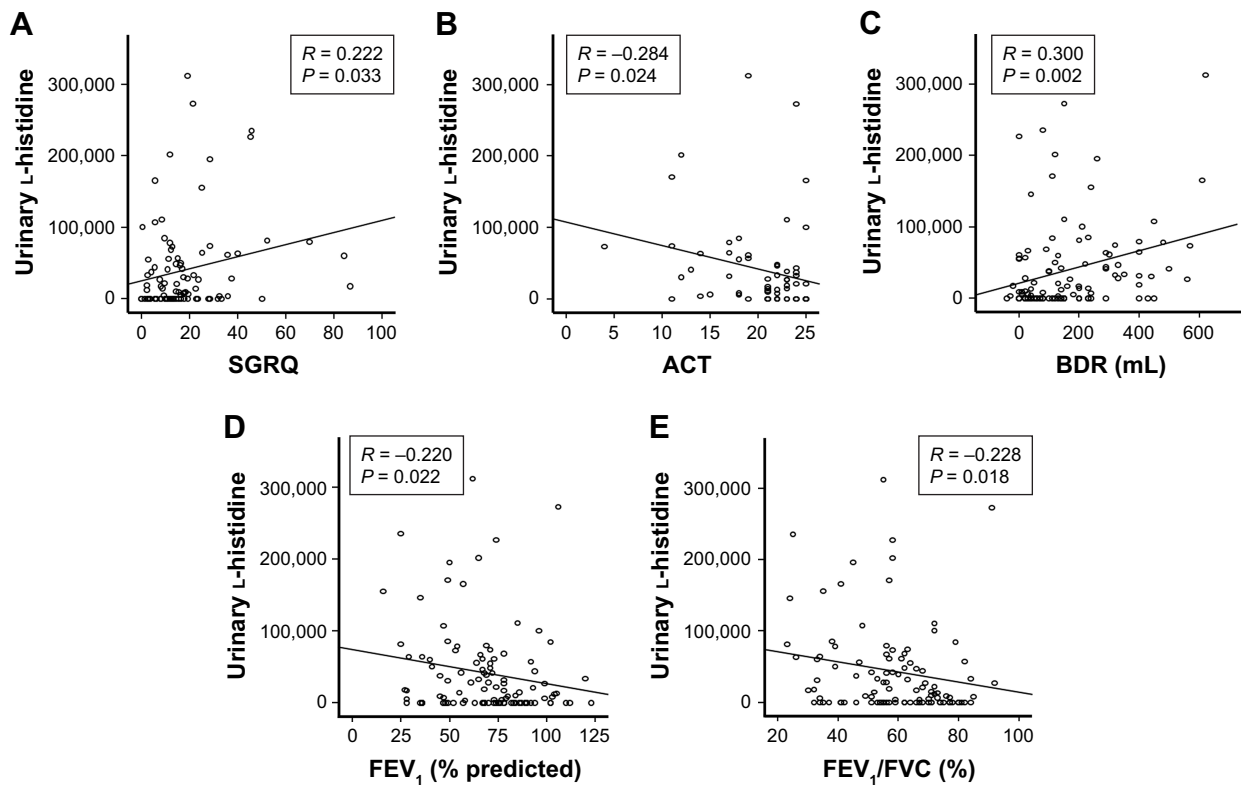 A
R = 0.222
P = 0.033
Urinary L-histidine
300,000
200,000
100,000
0
0 20 40 60 80 100
SGRQ
B
R = –0.284
P = 0.024
Urinary L-histidine
300,000
200,000
100,000
0
0 5 10 15 20 25
ACT
C
R = 0.300
P = 0.002
Urinary L-histidine
300,000
200,000
100,000
0
0 200 400 600
BDR (mL)
D
R = –0.220
P = 0.022
Urinary L-histidine
300,000
200,000
100,000
0
0 25 50 75 100 125
FEV₁ (% predicted)
E
R = –0.228
P = 0.018
Urinary L-histidine
300,000
200,000
100,000
0
20 40 60 80 100
FEV₁/FVC (%)